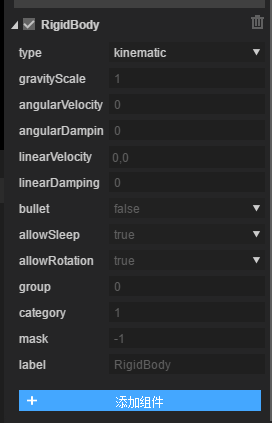 RigidBody
type kinematic
gravityScale 1
angularVelocity 0
angularDampin 0
linearVelocity 0,0
linearDamping 0
bullet false
allowSleep true
allowRotation true
group 0
category 1
mask -1
label RigidBody
+ 添加组件